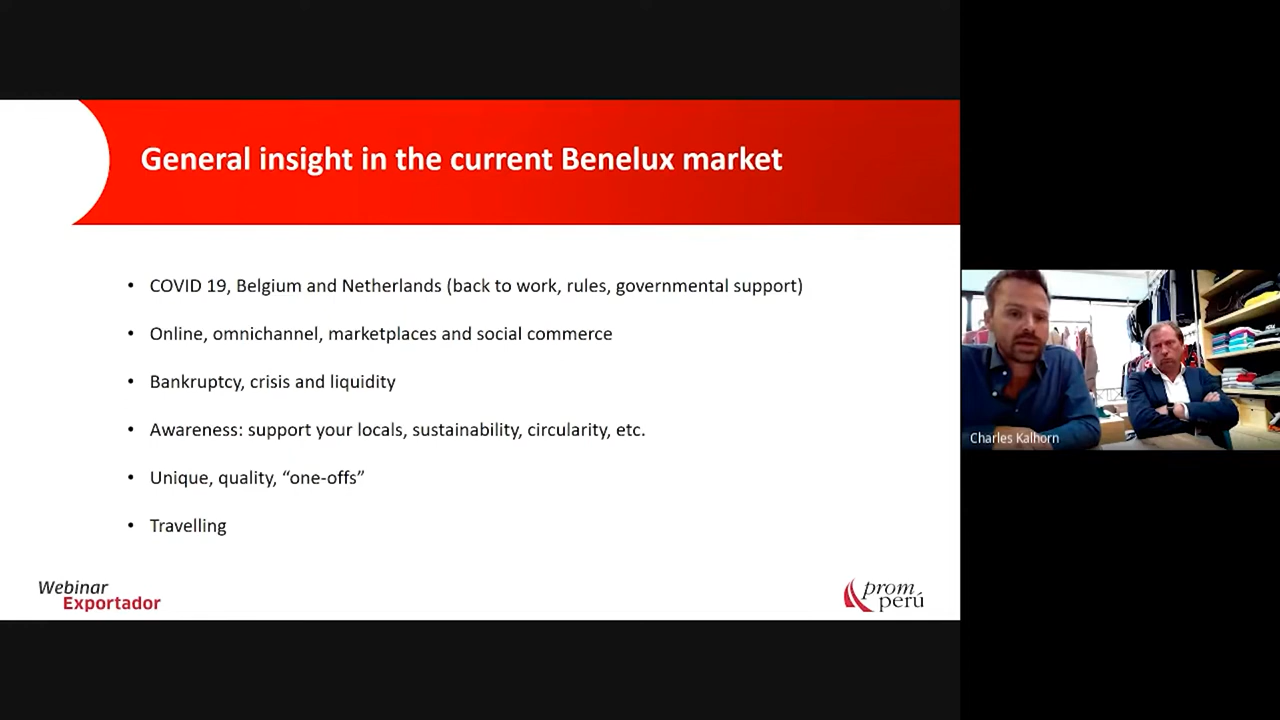 General insight in the current Benelux market
• COVID 19, Belgium and Netherlands (back to work, rules, governmental support)
• Online, omnichannel, marketplaces and social commerce
• Bankruptcy, crisis and liquidity
• Awareness: support your locals, sustainability, circularity, etc.
• Unique, quality, “one-offs”
• Travelling
Webinar
Exportador
prom
perú
Charles Kalhorn